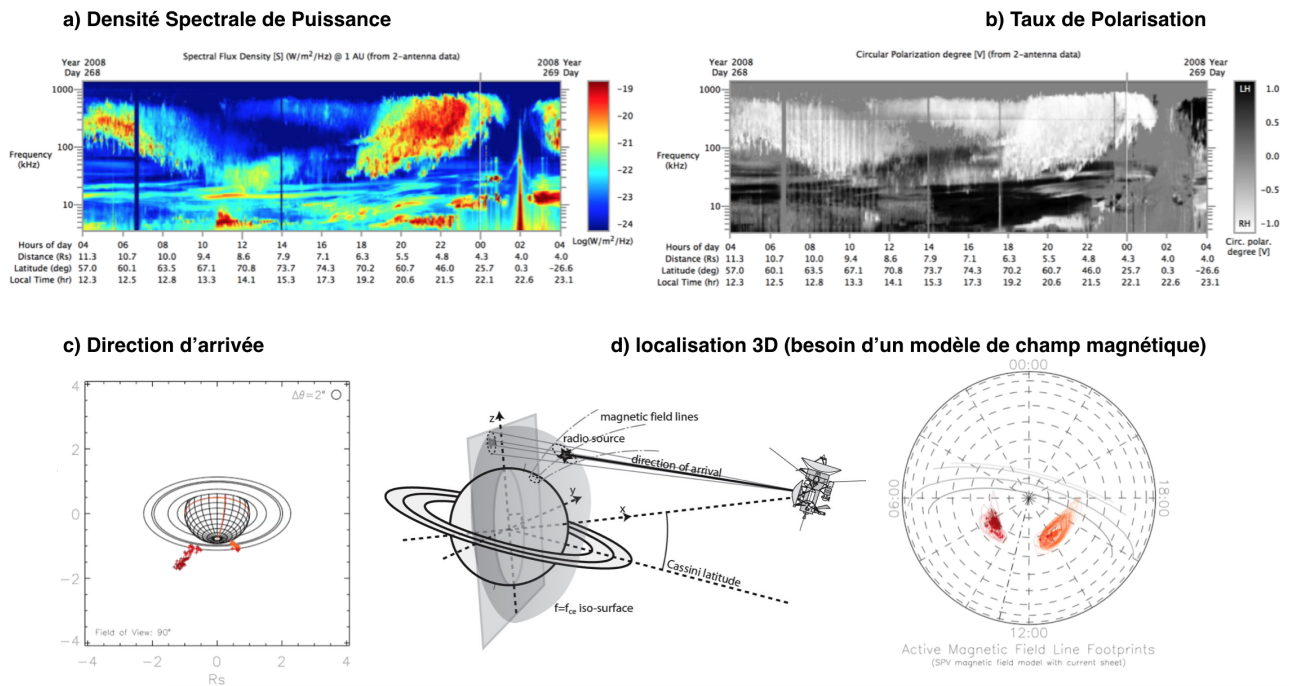 a) Densité Spectrale de Puissance
Spectral Flux Density [S] (W/m²/Hz) @ 1 AU (from 2-antenna data)
Year 2008
Day 268
2008 Year
269 Day
1000
100
10
Frequency
(kHz)
-19
-20
-21
-22
-23
-24
Log(W/m²/Hz)
Hours of day 04 06 08 10 12 14 16 18 20 22 00 02 04
Distance (Rs) 11.3 10.7 10.0 9.4 8.6 7.9 7.1 6.3 5.5 4.8 4.3 4.0 4.0
Latitude (deg) 57.0 60.1 63.5 67.1 70.8 73.7 74.3 70.2 60.7 46.0 25.7 0.3 -26.6
Local Time (hr) 12.3 12.5 12.8 13.3 14.1 15.3 17.3 19.2 20.6 21.5 22.1 22.6 23.1
b) Taux de Polarisation
Circular Polarization degree [V] (from 2-antenna data)
Year 2008
Day 268
2008 Year
269 Day
1000
100
10
Frequency
(kHz)
LH
RH
1.0
0.5
0.0
-0.5
-1.0
Circ. polar.
degree [V]
Hours of day 04 06 08 10 12 14 16 18 20 22 00 02 04
Distance (Rs) 11.3 10.7 10.0 9.4 8.6 7.9 7.1 6.3 5.5 4.8 4.3 4.0 4.0
Latitude (deg) 57.0 60.1 63.5 67.1 70.8 73.7 74.3 70.2 60.7 46.0 25.7 0.3 -26.6
Local Time (hr) 12.3 12.5 12.8 13.3 14.1 15.3 17.3 19.2 20.6 21.5 22.1 22.6 23.1
c) Direction d'arrivée
Δθ=2°
4
2
0
-2
-4
Field of View: 90°
-4 -2 0 2 4
Rs
d) localisation 3D (besoin d'un modèle de champ magnétique)
z
magnetic field lines
radio source
direction of arrival
y
x
Cassini latitude
f=fce iso-surface
00:00
06:00
18:00
12:00
Active Magnetic Field Line Footprints
(SPV magnetic field model with current sheet)